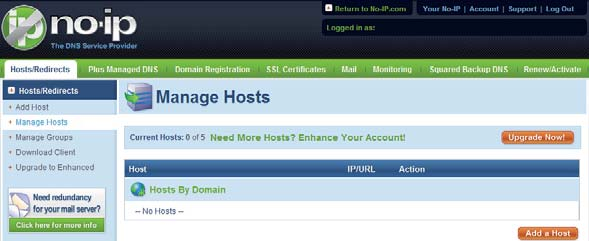 no-ip
The DNS Service Provider
Return to No-IP.com
Your No-IP | Account | Support | Log Out
Logged in as:
Hosts/Redirects Plus Managed DNS Domain Registration SSL Certificates Mail Monitoring Squared Backup DNS Renew/Activate
Hosts/Redirects
Add Host
Manage Hosts
Manage Groups
Download Client
Upgrade to Enhanced
Need redundancy
for your mail server?
Click here for more info
Manage Hosts
Current Hosts: 0 of 5 Need More Hosts? Enhance Your Account! Upgrade Now!
Host IP/URL Action
Hosts By Domain
-- No Hosts --
Add a Host